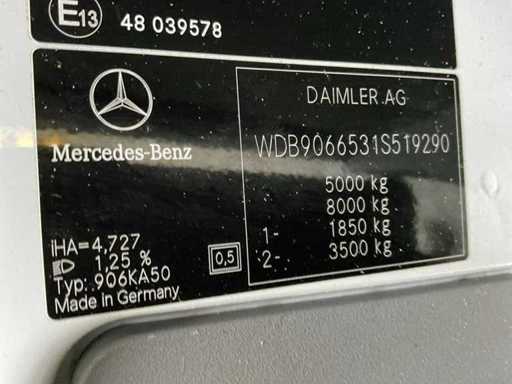 E13 48 039578
Mercedes-Benz
DAIMLER AG
WDB9066531S519290
5000 kg
8000 kg
1- 1850 kg
-2- 3500 kg
iHA=4,727
1,25 %
0,5
Typ: 906KA50
Made in Germany